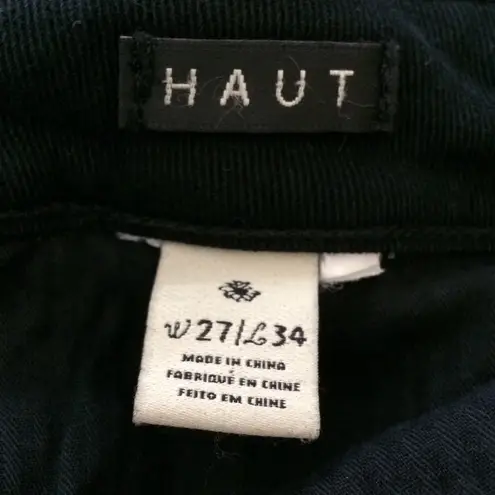 HAUT
W27/L34
MADE IN CHINA
FABRIQUÉ EN CHINE
FEITO EM CHINE